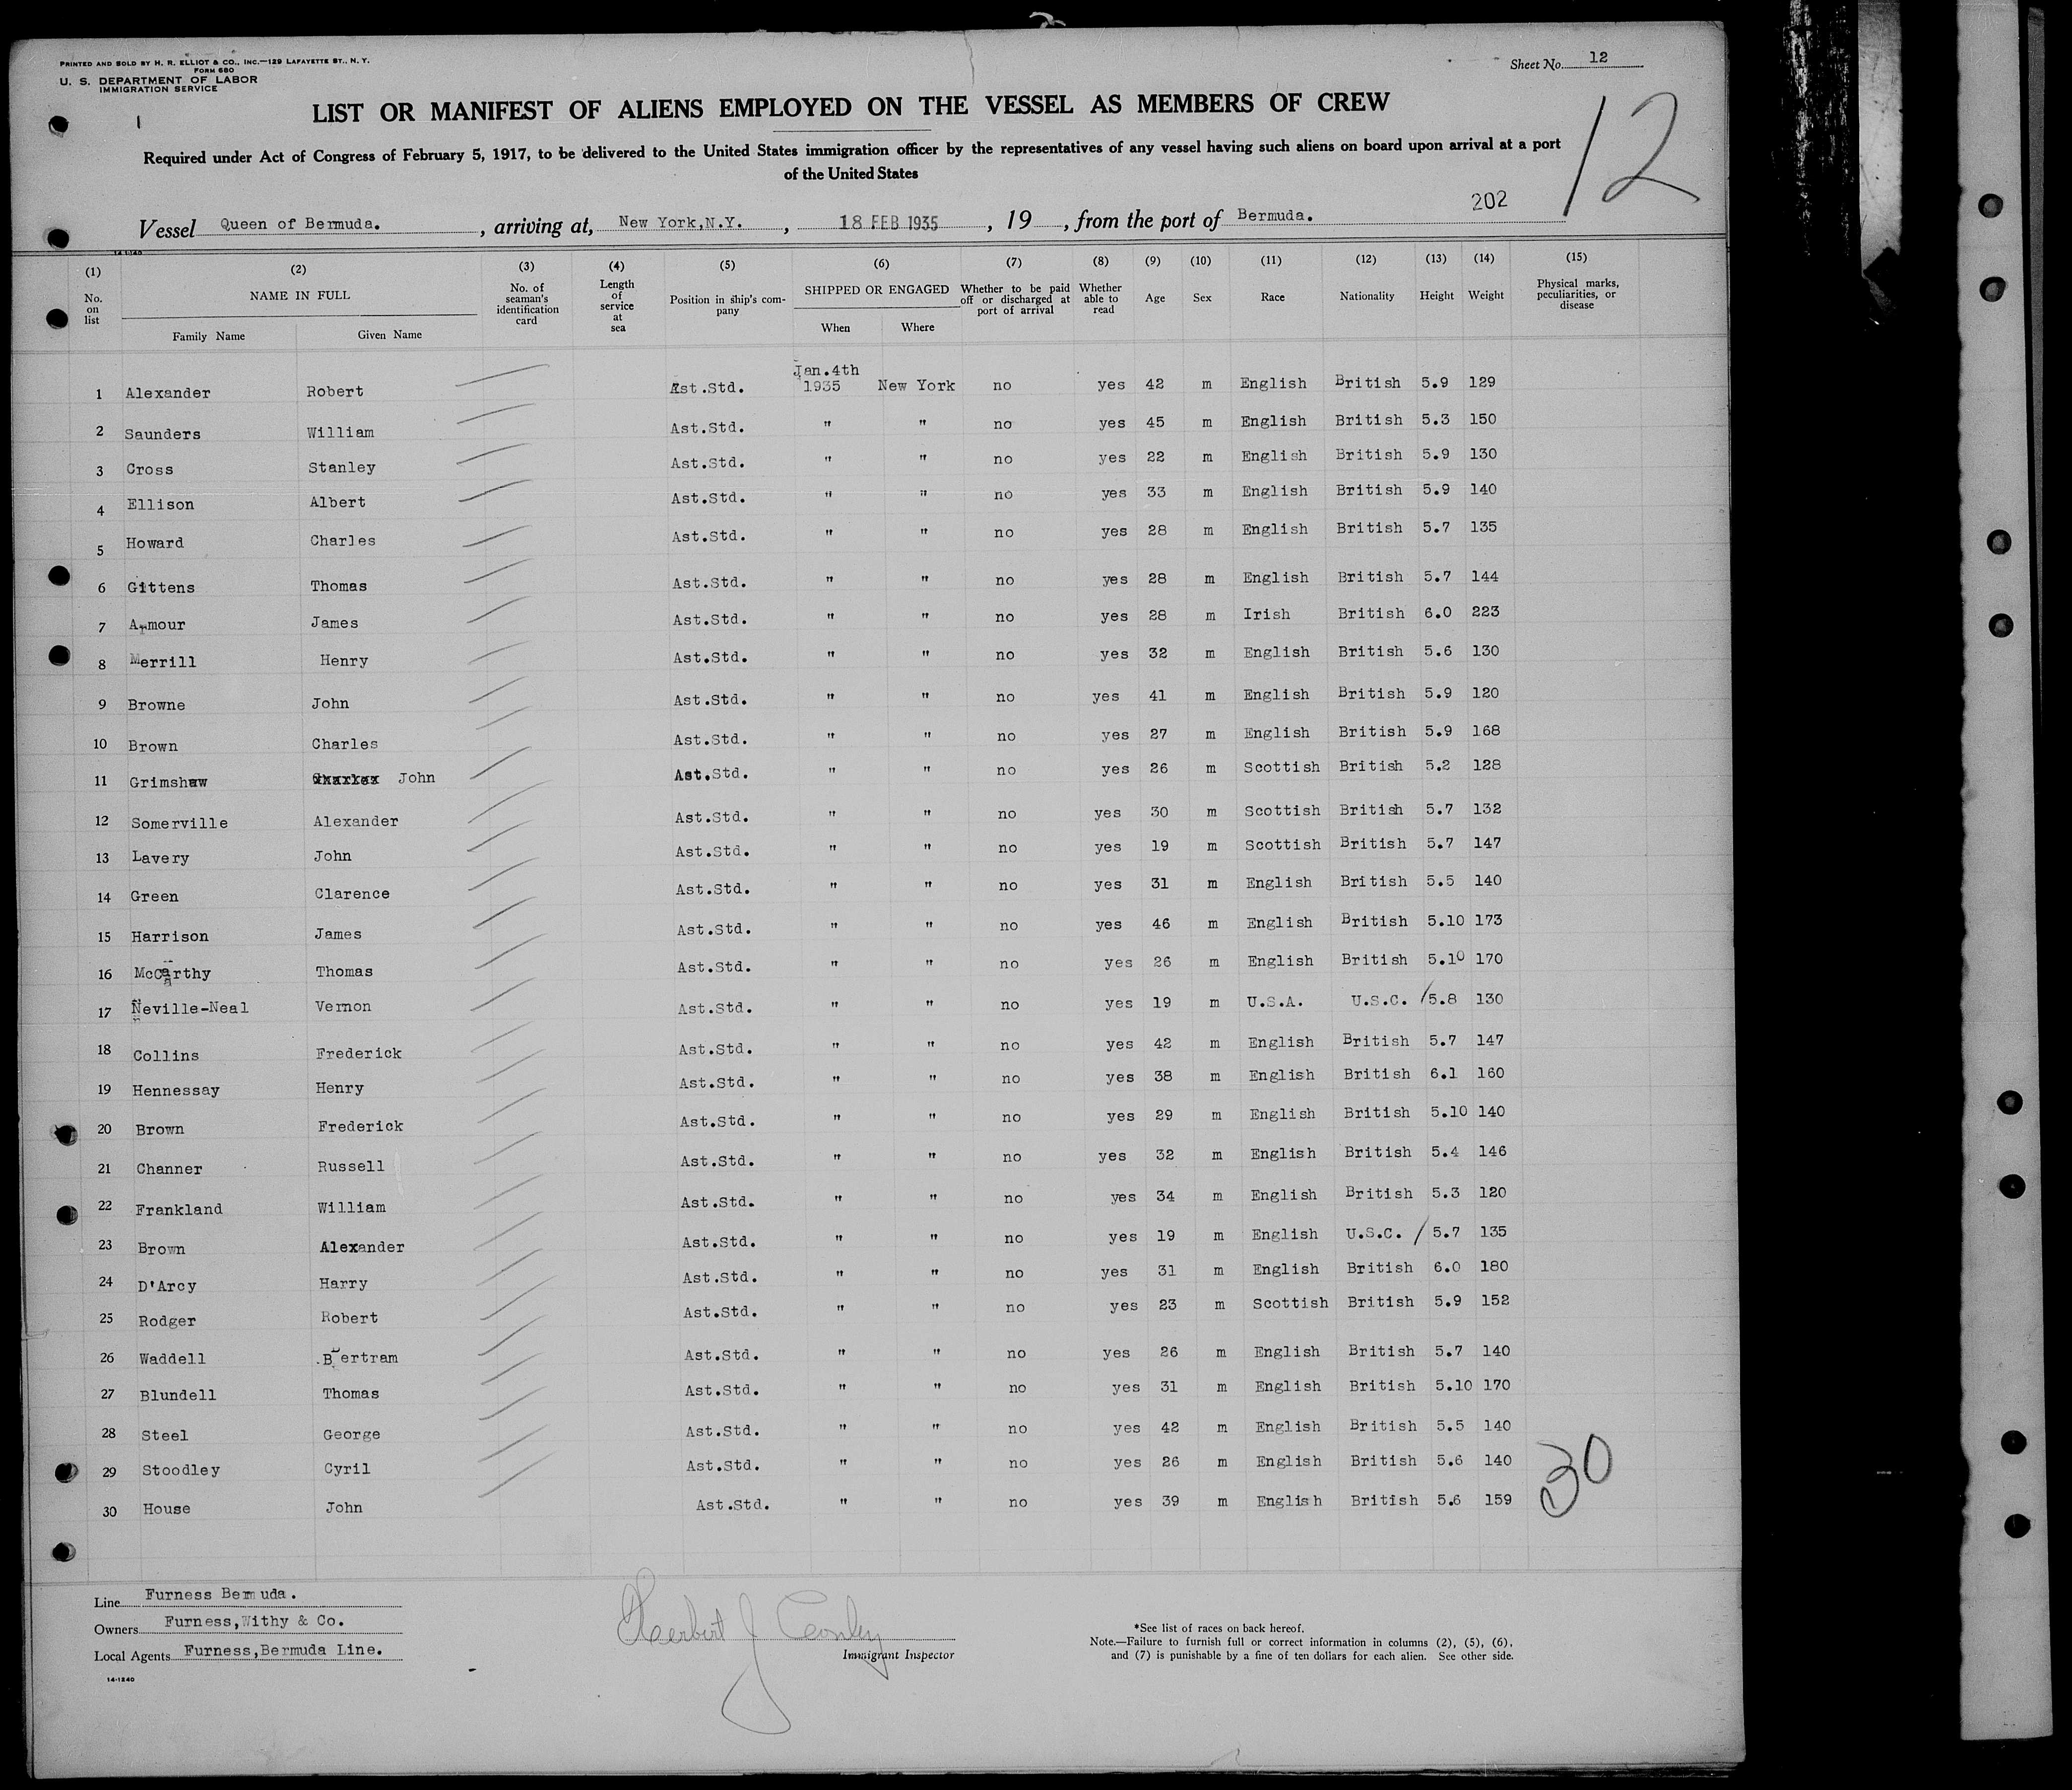 PRINTED AND SOLD BY H. R. ELLIOT & CO., INC.—129 LAFAYETTE ST., N. Y.
FORM 680
U. S. DEPARTMENT OF LABOR
IMMIGRATION SERVICE
Sheet No. 12
LIST OR MANIFEST OF ALIENS EMPLOYED ON THE VESSEL AS MEMBERS OF CREW
12
Required under Act of Congress of February 5, 1917, to be delivered to the United States immigration officer by the representatives of any vessel having such aliens on board upon arrival at a port
of the United States
202
Vessel Queen of Bermuda. , arriving at, New York,N.Y. , 18 FEB 1935 , 19 , from the port of Bermuda.
14-1240
(1) (2) (3) (4) (5) (6) (7) (8) (9) (10) (11) (12) (13) (14) (15)
No. on list NAME IN FULL Family Name Given Name No. of seaman's identification card Length of service at sea Position in ship's company SHIPPED OR ENGAGED When Where Whether to be paid off or discharged at port of arrival Whether able to read Age Sex Race Nationality Height Weight Physical marks, peculiarities, or disease
Jan.4th
1 Alexander Robert Ast.Std. 1935 New York no yes 42 m English British 5.9 129
2 Saunders William Ast.Std. " " no yes 45 m English British 5.3 150
3 Cross Stanley Ast.Std. " " no yes 22 m English British 5.9 130
4 Ellison Albert Ast.Std. " " no yes 33 m English British 5.9 140
5 Howard Charles Ast.Std. " " no yes 28 m English British 5.7 135
6 Gittens Thomas Ast.Std. " " no yes 28 m English British 5.7 144
7 Armour James Ast.Std. " " no yes 28 m Irish British 6.0 223
8 Merrill Henry Ast.Std. " " no yes 32 m English British 5.6 130
9 Browne John Ast.Std. " " no yes 41 m English British 5.9 120
10 Brown Charles Ast.Std. " " no yes 27 m English British 5.9 168
11 Grimshaw John Ast.Std. " " no yes 26 m Scottish British 5.2 128
12 Somerville Alexander Ast.Std. " " no yes 30 m Scottish British 5.7 132
13 Lavery John Ast.Std. " " no yes 19 m Scottish British 5.7 147
14 Green Clarence Ast.Std. " " no yes 31 m English British 5.5 140
15 Harrison James Ast.Std. " " no yes 46 m English British 5.10 173
16 McCarthy Thomas Ast.Std. " " no yes 26 m English British 5.10 170
17 Neville-Neal Vernon Ast.Std. " " no yes 19 m U.S.A. U.S.C. / 5.8 130
18 Collins Frederick Ast.Std. " " no yes 42 m English British 5.7 147
19 Hennessay Henry Ast.Std. " " no yes 38 m English British 6.1 160
20 Brown Frederick Ast.Std. " " no yes 29 m English British 5.10 140
21 Channer Russell Ast.Std. " " no yes 32 m English British 5.4 146
22 Frankland William Ast.Std. " " no yes 34 m English British 5.3 120
23 Brown Alexander Ast.Std. " " no yes 19 m English U.S.C. / 5.7 135
24 D'Arcy Harry Ast.Std. " " no yes 31 m English British 6.0 180
25 Rodger Robert Ast.Std. " " no yes 23 m Scottish British 5.9 152
26 Waddell Bertram Ast.Std. " " no yes 26 m English British 5.7 140
27 Blundell Thomas Ast.Std. " " no yes 31 m English British 5.10 170
28 Steel George Ast.Std. " " no yes 42 m English British 5.5 140
29 Stoodley Cyril Ast.Std. " " no yes 26 m English British 5.6 140
30 House John Ast.Std. " " no yes 39 m English British 5.6 159
30
Line Furness Bermuda.
Owners Furness,Withy & Co.
Local Agents Furness,Bermuda Line.
14-1240
Herbert J Conley
Immigrant Inspector
*See list of races on back hereof.
Note.—Failure to furnish full or correct information in columns (2), (5), (6),
and (7) is punishable by a fine of ten dollars for each alien. See other side.